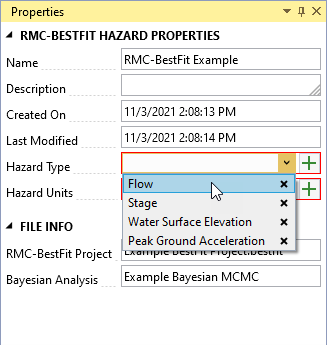 Properties
RMC-BESTFIT HAZARD PROPERTIES
Name RMC-BestFit Example
Description
Created On 11/3/2021 2:08:13 PM
Last Modified 11/3/2021 2:08:14 PM
Hazard Type
Flow
Hazard Units
Stage
Water Surface Elevation
FILE INFO
Peak Ground Acceleration
RMC-BestFit Project Example BestFit Project.bestfit
Bayesian Analysis Example Bayesian MCMC